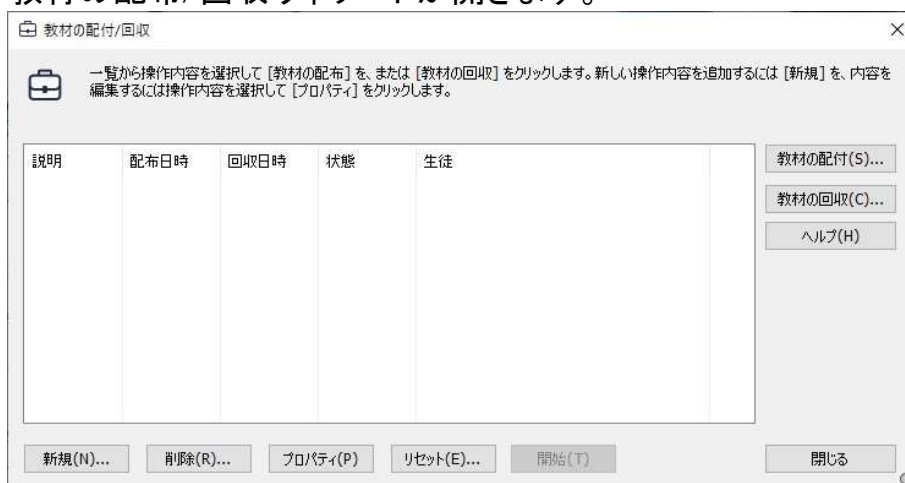 教材の配付/回収
一覧から操作内容を選択して [教材の配布] を、または [教材の回収] をクリックします。新しい操作内容を追加するには [新規] を、内容を
編集するには操作内容を選択して [プロパティ] をクリックします。
説明 配布日時 回収日時 状態 生徒
教材の配付(S)...
教材の回収(C)...
ヘルプ(H)
新規(N)... 削除(R)... プロパティ(P) リセット(E)... 開始(T) 閉じる